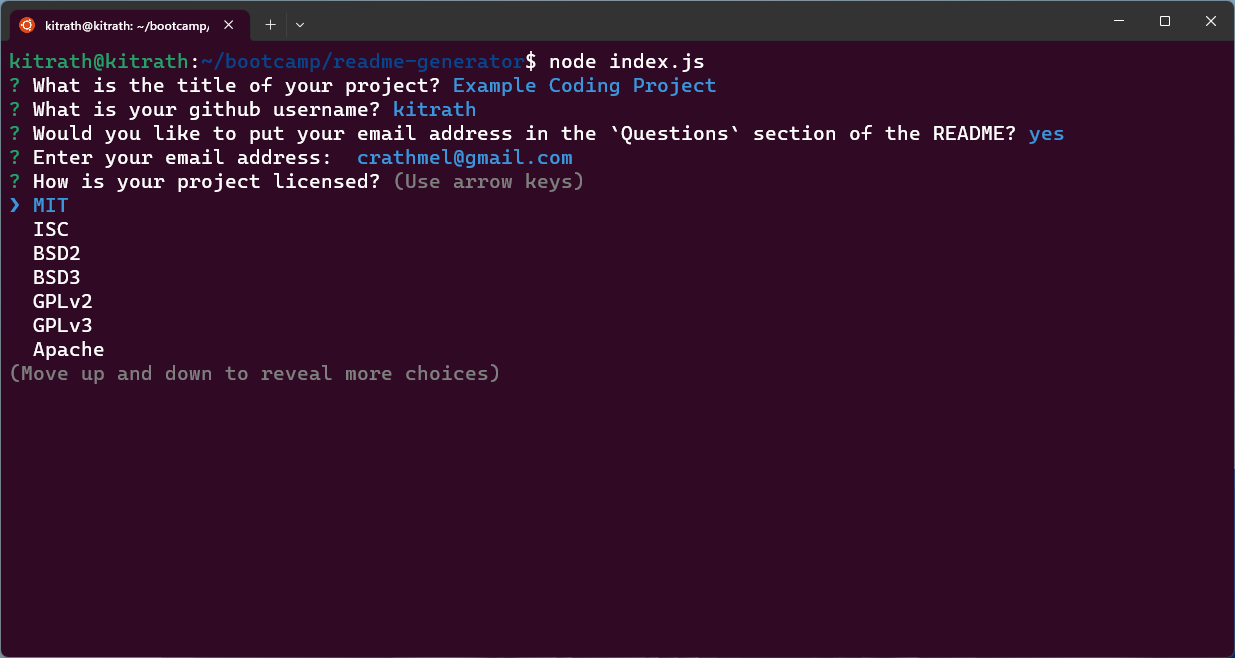 kitrath@kitrath: ~/bootcamp/
kitrath@kitrath:~/bootcamp/readme-generator$ node index.js
? What is the title of your project? Example Coding Project
? What is your github username? kitrath
? Would you like to put your email address in the `Questions` section of the README? yes
? Enter your email address:  crathmel@gmail.com
? How is your project licensed? (Use arrow keys)
❯ MIT
  ISC
  BSD2
  BSD3
  GPLv2
  GPLv3
  Apache
(Move up and down to reveal more choices)